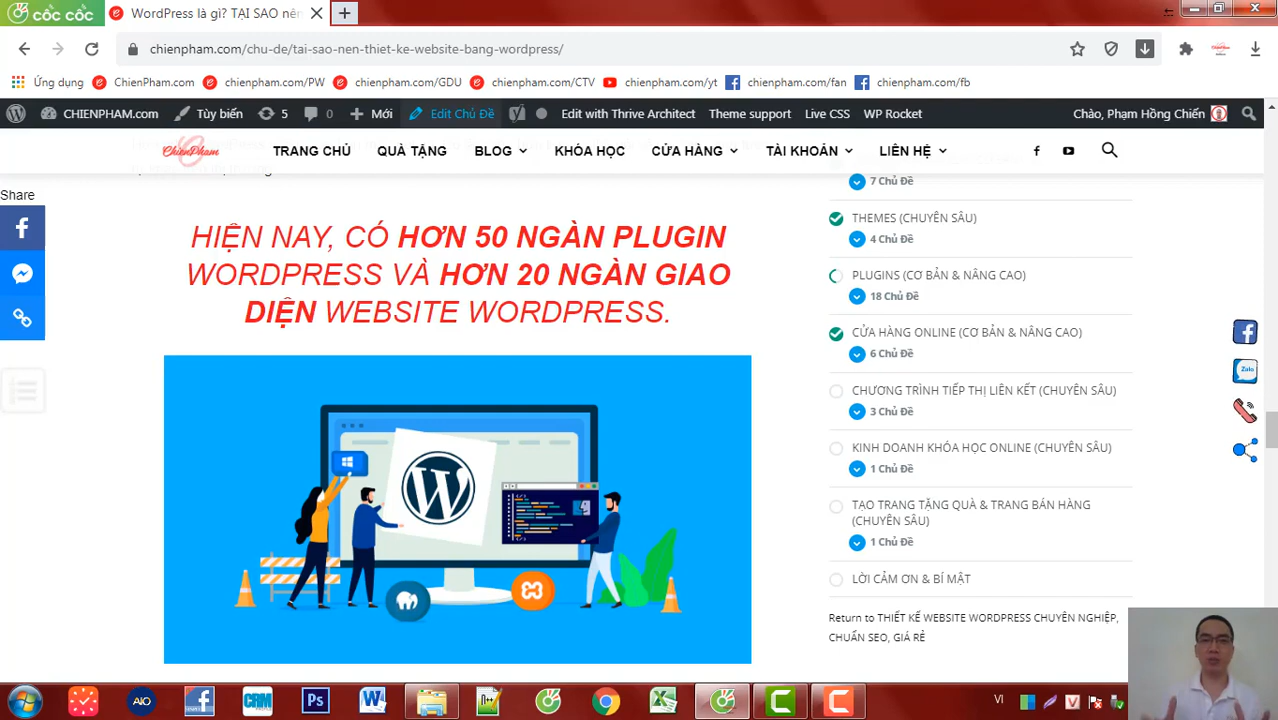 cốc cốc
WordPress là gì? TẠI SAO nên
chienpham.com/chu-de/tai-sao-nen-thiet-ke-website-bang-wordpress/
Ứng dụng
ChienPham.com
chienpham.com/PW
chienpham.com/GDU
chienpham.com/CTV
chienpham.com/yt
chienpham.com/fan
chienpham.com/fb
CHIENPHAM.com
Tùy biến
5
0
Mới
Edit Chủ Đề
Edit with Thrive Architect
Theme support
Live CSS
WP Rocket
Chào, Phạm Hồng Chiến
ChienPham
TRANG CHỦ
QUÀ TẶNG
BLOG
KHÓA HỌC
CỬA HÀNG
TÀI KHOẢN
LIÊN HỆ
Share
HIỆN NAY, CÓ HƠN 50 NGÀN PLUGIN
WORDPRESS VÀ HƠN 20 NGÀN GIAO
DIỆN WEBSITE WORDPRESS.
7 Chủ Đề
THEMES (CHUYÊN SÂU)
4 Chủ Đề
PLUGINS (CƠ BẢN & NÂNG CAO)
18 Chủ Đề
CỬA HÀNG ONLINE (CƠ BẢN & NÂNG CAO)
6 Chủ Đề
CHƯƠNG TRÌNH TIẾP THỊ LIÊN KẾT (CHUYÊN SÂU)
3 Chủ Đề
KINH DOANH KHÓA HỌC ONLINE (CHUYÊN SÂU)
1 Chủ Đề
TẠO TRANG TẶNG QUÀ & TRANG BÁN HÀNG
(CHUYÊN SÂU)
1 Chủ Đề
LỜI CẢM ƠN & BÍ MẬT
Return to THIẾT KẾ WEBSITE WORDPRESS CHUYÊN NGHIỆP,
CHUẨN SEO, GIÁ RẺ
Zalo
AIO
CRM
Ps
VI